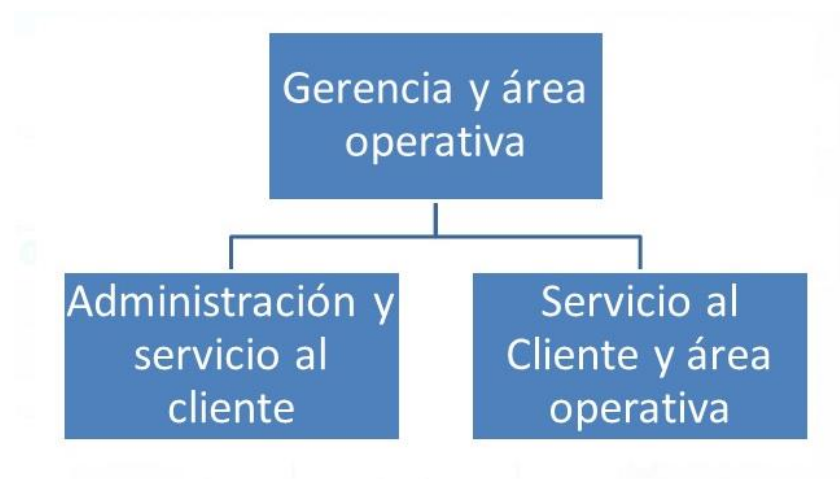 Gerencia y área
operativa
Administración y
servicio al
cliente
Servicio al
Cliente y área
operativa